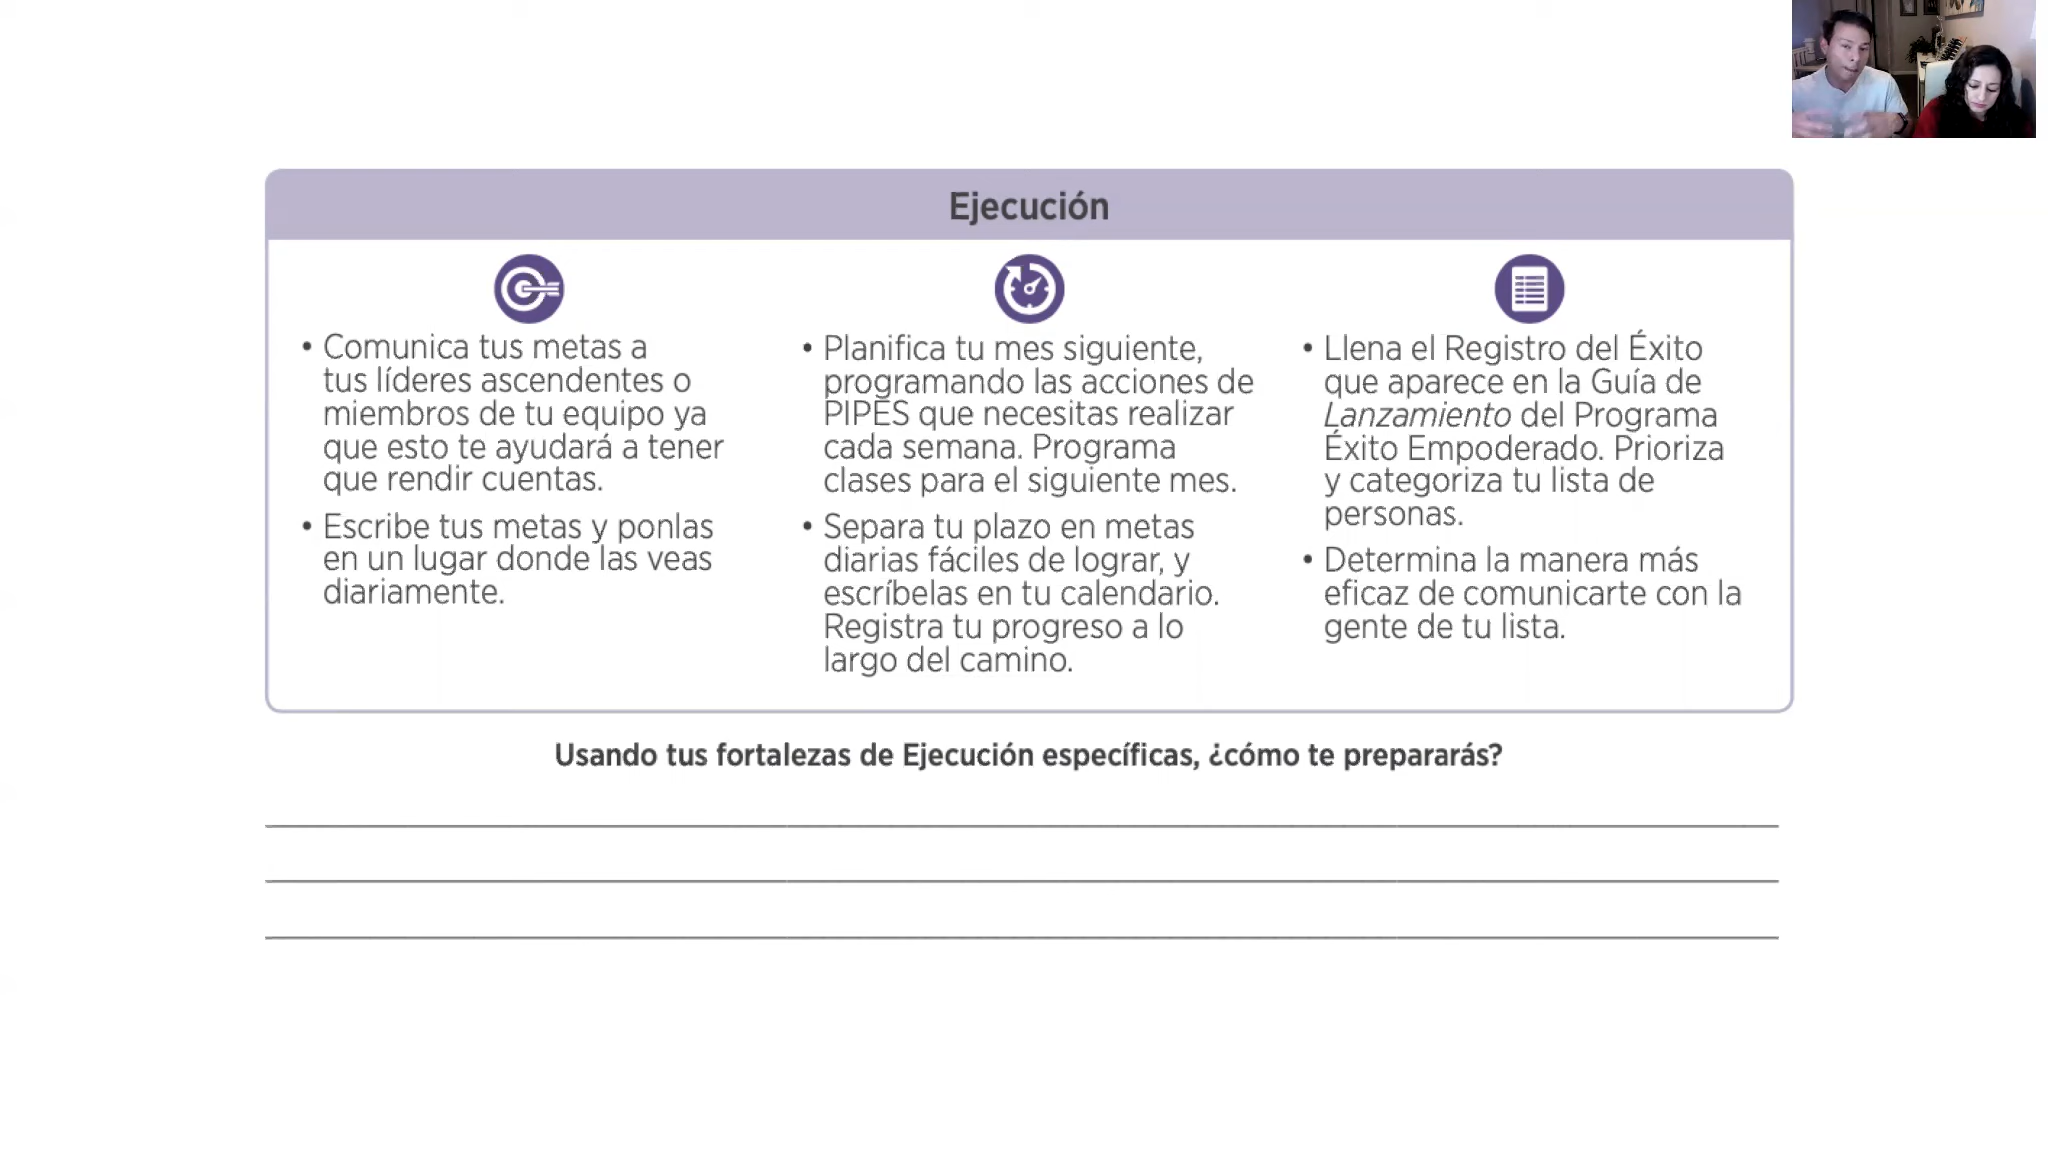 Ejecución
• Comunica tus metas a
tus líderes ascendentes o
miembros de tu equipo ya
que esto te ayudará a tener
que rendir cuentas.
• Escribe tus metas y ponlas
en un lugar donde las veas
diariamente.
• Planifica tu mes siguiente,
programando las acciones de
PIPES que necesitas realizar
cada semana. Programa
clases para el siguiente mes.
• Separa tu plazo en metas
diarias fáciles de lograr, y
escríbelas en tu calendario.
Registra tu progreso a lo
largo del camino.
• Llena el Registro del Éxito
que aparece en la Guía de
Lanzamiento del Programa
Éxito Empoderado. Prioriza
y categoriza tu lista de
personas.
• Determina la manera más
eficaz de comunicarte con la
gente de tu lista.
Usando tus fortalezas de Ejecución específicas, ¿cómo te prepararás?